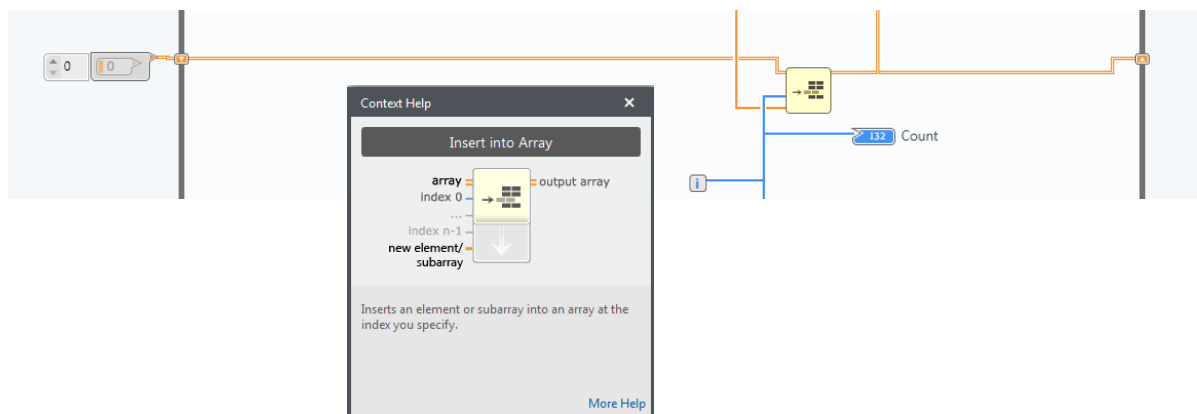 0
0
I32 Count
i
Context Help ×
Insert into Array
array
output array
index 0
...
index n-1
new element/
subarray
Inserts an element or subarray into an array at the
index you specify.
More Help